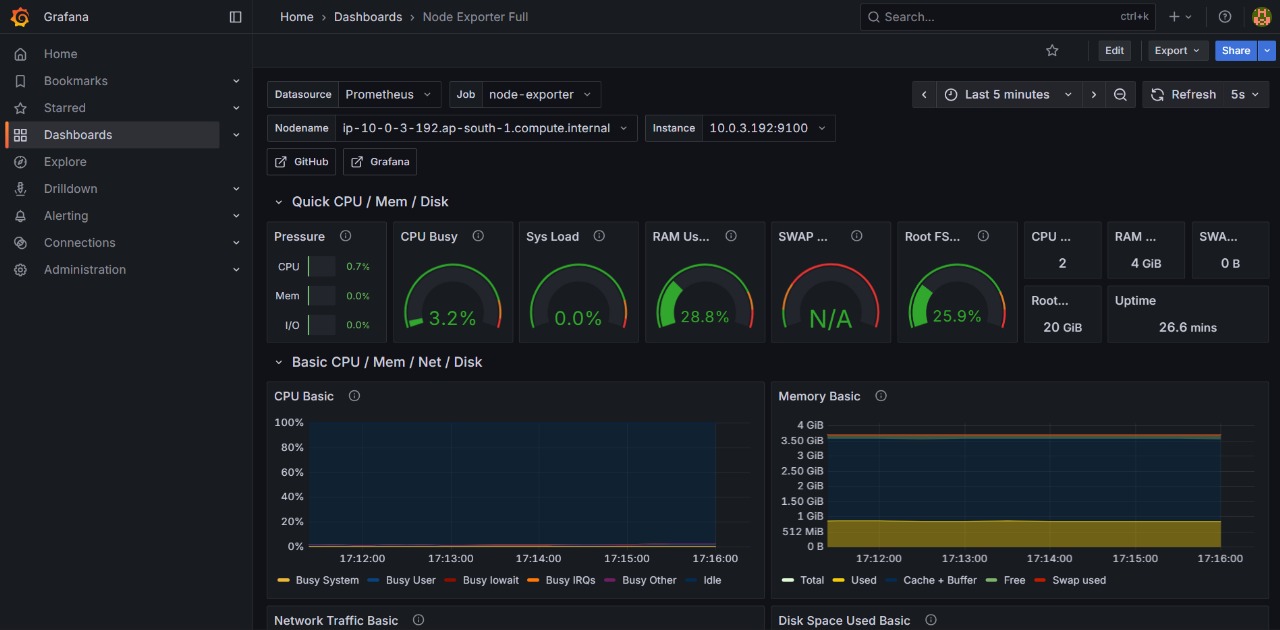 Grafana
Home › Dashboards › Node Exporter Full
Search... ctrl+k
Edit Export Share
Home
Bookmarks
Starred
Dashboards
Explore
Drilldown
Alerting
Connections
Administration
Datasource Prometheus Job node-exporter
Last 5 minutes Refresh 5s
Nodename ip-10-0-3-192.ap-south-1.compute.internal Instance 10.0.3.192:9100
GitHub Grafana
Quick CPU / Mem / Disk
Pressure
CPU 0.7%
Mem 0.0%
I/O 0.0%
CPU Busy
3.2%
Sys Load
0.0%
RAM Us...
28.8%
SWAP ...
N/A
Root FS...
25.9%
CPU ...
2
RAM ...
4 GiB
SWA...
0 B
Root...
20 GiB
Uptime
26.6 mins
Basic CPU / Mem / Net / Disk
CPU Basic
100%
80%
60%
40%
20%
0%
17:12:00 17:13:00 17:14:00 17:15:00 17:16:00
Busy System Busy User Busy Iowait Busy IRQs Busy Other Idle
Memory Basic
4 GiB
3.50 GiB
3 GiB
2.50 GiB
2 GiB
1.50 GiB
1 GiB
512 MiB
0 B
17:12:00 17:13:00 17:14:00 17:15:00 17:16:00
Total Used Cache + Buffer Free Swap used
Network Traffic Basic
Disk Space Used Basic